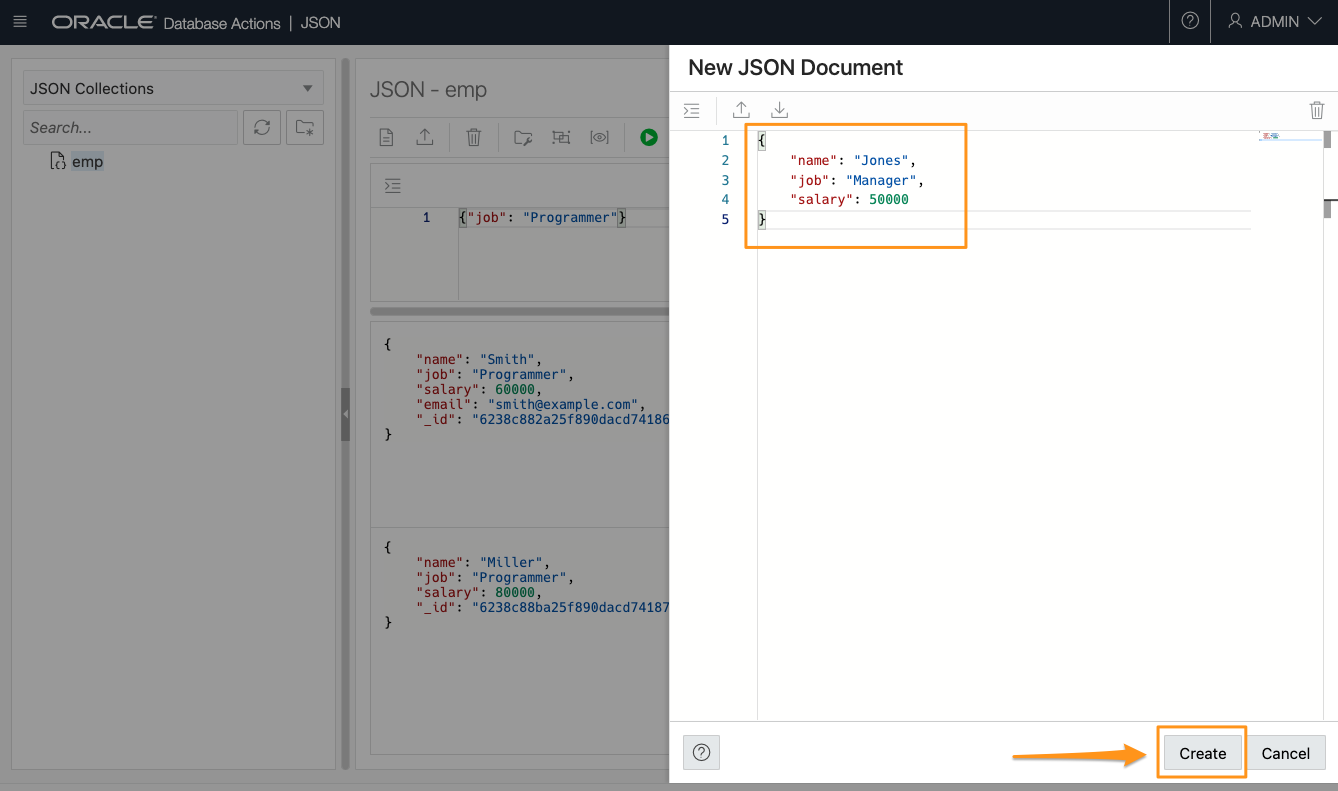 ORACLE Database Actions | JSON
ADMIN
JSON Collections
Search...
emp
JSON - emp
1 {"job": "Programmer"}
{
"name": "Smith",
"job": "Programmer",
"salary": 60000,
"email": "smith@example.com",
"_id": "6238c882a25f890dacd74186
}
{
"name": "Miller",
"job": "Programmer",
"salary": 80000,
"_id": "6238c88ba25f890dacd74187
}
New JSON Document
1 {
2 "name": "Jones",
3 "job": "Manager",
4 "salary": 50000
5 }
Create
Cancel